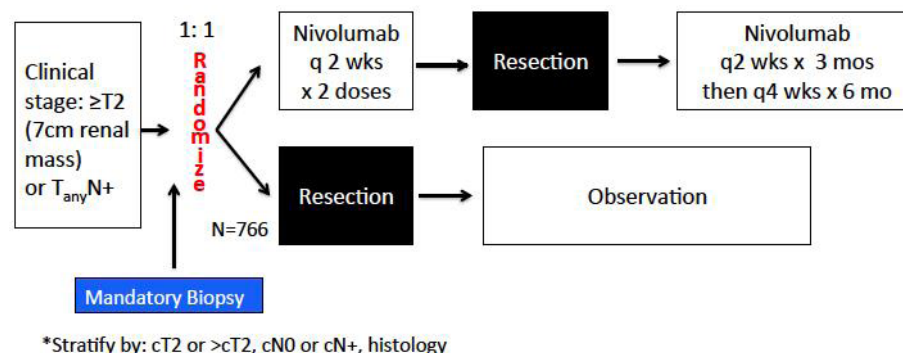 Clinical
stage: ≥T2
(7cm renal
mass)
or TanyN+
1: 1
Randomize
N=766
Mandatory Biopsy
Nivolumab
q 2 wks
x 2 doses
Resection
Nivolumab
q2 wks x 3 mos
then q4 wks x 6 mo
Resection
Observation
*Stratify by: cT2 or >cT2, cN0 or cN+, histology